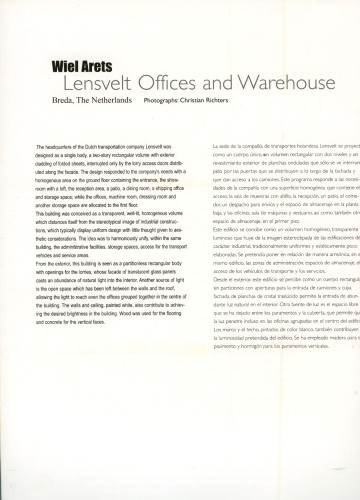 Wiel Arets
Lensvelt Offices and Warehouse
Breda, The Netherlands Photographs: Christian Richters
The headquarters of the Dutch transportation company Lensvelt was
designed as a single body, a two-story rectangular volume with exterior
cladding of folded sheets, interrupted only by the lorry access doors distrib-
uted along the facade. The design responded to the company's needs with a
homogenous area on the ground floor containing the entrance, the show-
room with a loft, the reception area, a patio, a dining room, a shipping office
and storage space; while the offices, machine room, dressing room and
another storage space are allocated to the first floor.
This building was conceived as a transparent, well-lit, homogenous volume
which distances itself from the stereotypical image of industrial construc-
tions, which typically display uniform design with little thought given to aes-
thetic considerations. The idea was to harmoniously unify, within the same
building, the administrative facilities, storage spaces, access for the transport
vehicles and service areas.
From the exterior, this building is seen as a partitionless rectangular body
with openings for the lorries, whose facade of translucent glass panels
casts an abundance of natural light into the interior. Another source of light
is the open space which has been left between the walls and the roof,
allowing the light to reach even the offices grouped together in the centre of
the building. The walls and ceiling, painted white, also contribute to achiev-
ing the desired brightness in the building. Wood was used for the flooring
and concrete for the vertical faces.
La sede de la compañía de transportes holandesa Lensvelt se proyectó
como un cuerpo único, un volumen rectangular con dos niveles y un
revestimiento exterior de planchas onduladas que sólo se ve interrum-
pido por las puertas que se distribuyen a lo largo de la fachada y
que dan acceso a los camiones. Este programa responde a las necesi-
dades de la compañía con una superficie homogénea que contiene el
acceso, la sala de muestras con altillo, la recepción, un patio, el come-
dor, un despacho para envíos y el espacio de almacenaje en la planta
baja, y las oficinas, sala de máquinas y vestuario, así como también otro
espacio de almacenaje, en el primer piso.
Este edificio se concibe como un volumen homogéneo, transparente y
luminoso que huye de la imagen estereotipada de las edificaciones de
carácter industrial, tradicionalmente uniformes y estéticamente poco
elaboradas. Se pretendía poner en relación de manera armónica, en un
mismo edificio, las zonas de administración, espacios de almacenaje, el
acceso de los vehículos de transporte y los servicios.
Desde el exterior este edificio se percibe como un cuerpo rectangular
sin particiones con aperturas para la entrada de camiones y cuya
fachada, de planchas de cristal traslúcido permite la entrada de abun-
dante luz natural en el interior. Otra fuente de luz es el espacio libre
que se ha dejado entre los paramentos y la cubierta, que permite que
la luz penetre incluso en las oficinas agrupadas en el centro del edificio.
Los muros y el techo, pintados de color blanco, también contribuyen a
la luminosidad pretendida del edificio. Se ha empleado madera para el
pavimento y hormigón para los paramentos verticales.